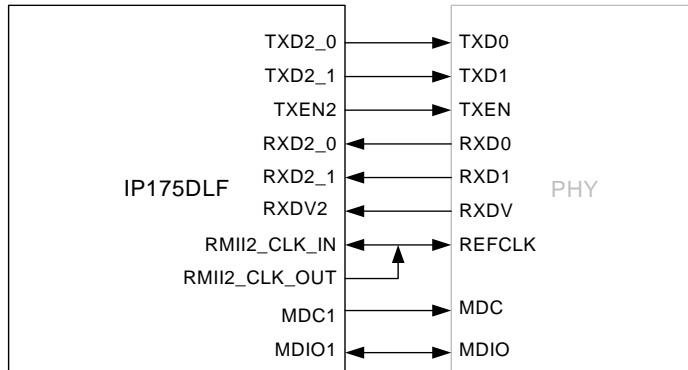 TXD2_0 TXD0
TXD2_1 TXD1
TXEN2 TXEN
RXD2_0 RXD0
IP175DLF RXD2_1 RXD1 PHY
RXDV2 RXDV
RMII2_CLK_IN REFCLK
RMII2_CLK_OUT
MDC1 MDC
MDIO1 MDIO